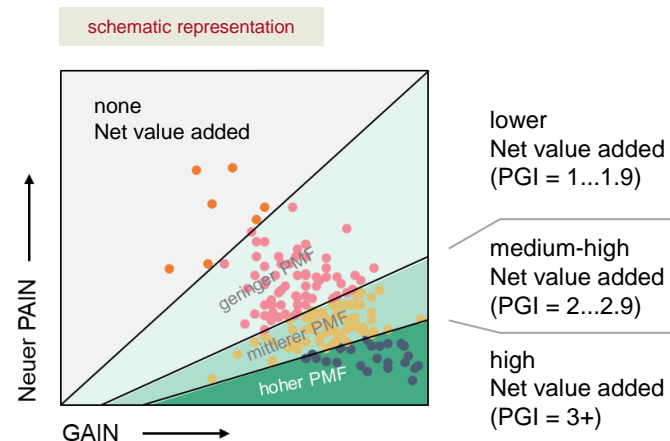 schematic representation
none
Net value added
lower
Net value added
(PGI = 1...1.9)
geringer PMF
medium-high
Net value added
(PGI = 2...2.9)
mittlerer PMF
high
Net value added
(PGI = 3+)
hoher PMF
Neuer PAIN
GAIN